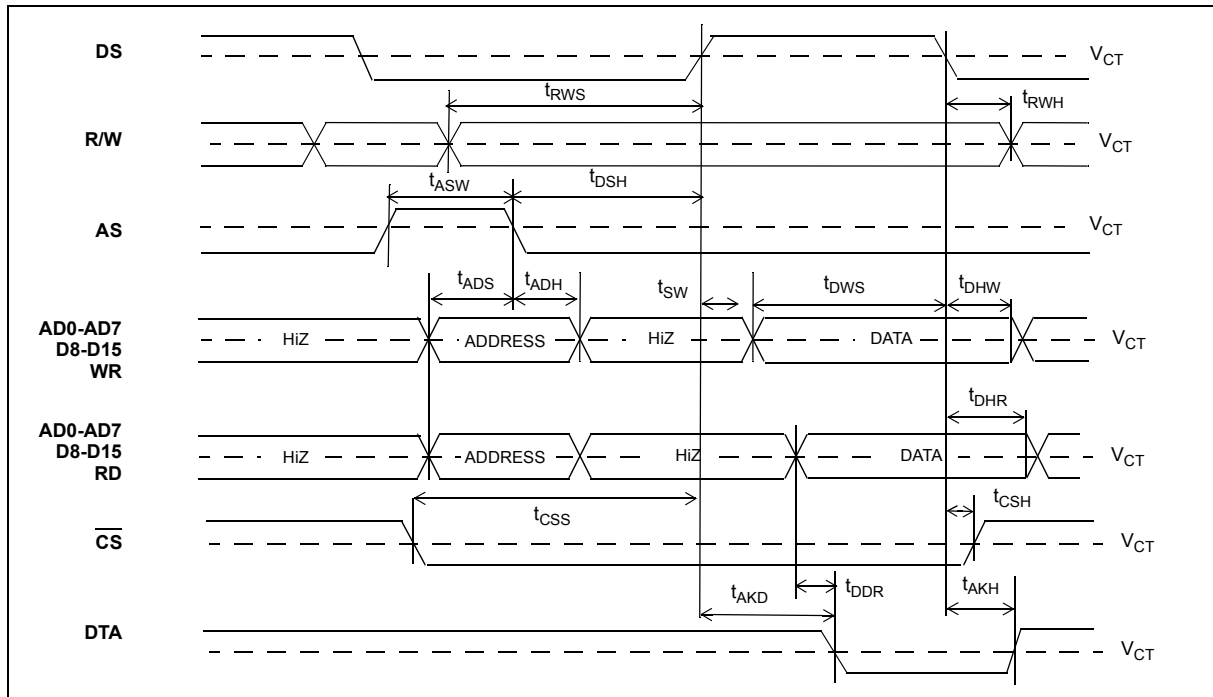 DS
V_CT
t_RWS
t_RWH
R/W
V_CT
t_ASW
t_DSH
AS
V_CT
t_ADS
t_ADH
t_SW
t_DWS
t_DHW
AD0-AD7
D8-D15
WR
HiZ
ADDRESS
HiZ
DATA
V_CT
t_DHR
AD0-AD7
D8-D15
RD
HiZ
ADDRESS
HiZ
DATA
V_CT
t_CSS
t_CSH
CS
V_CT
t_AKD
t_DDR
t_AKH
DTA
V_CT